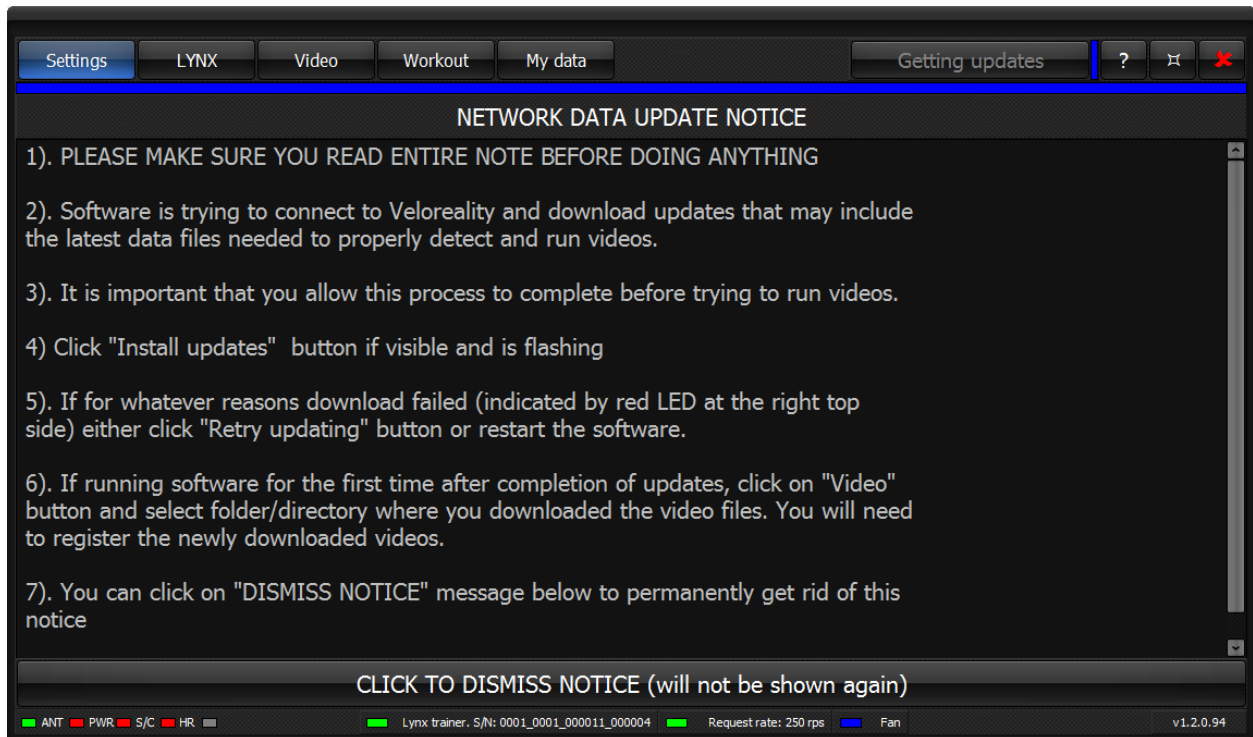 Settings LYNX Video Workout My data Getting updates ?
NETWORK DATA UPDATE NOTICE
1). PLEASE MAKE SURE YOU READ ENTIRE NOTE BEFORE DOING ANYTHING
2). Software is trying to connect to Veloreality and download updates that may include
the latest data files needed to properly detect and run videos.
3). It is important that you allow this process to complete before trying to run videos.
4) Click "Install updates"  button if visible and is flashing
5). If for whatever reasons download failed (indicated by red LED at the right top
side) either click "Retry updating" button or restart the software.
6). If running software for the first time after completion of updates, click on "Video"
button and select folder/directory where you downloaded the video files. You will need
to register the newly downloaded videos.
7). You can click on "DISMISS NOTICE" message below to permanently get rid of this
notice
CLICK TO DISMISS NOTICE (will not be shown again)
ANT PWR S/C HR Lynx trainer. S/N: 0001_0001_000011_000004 Request rate: 250 rps Fan v1.2.0.94